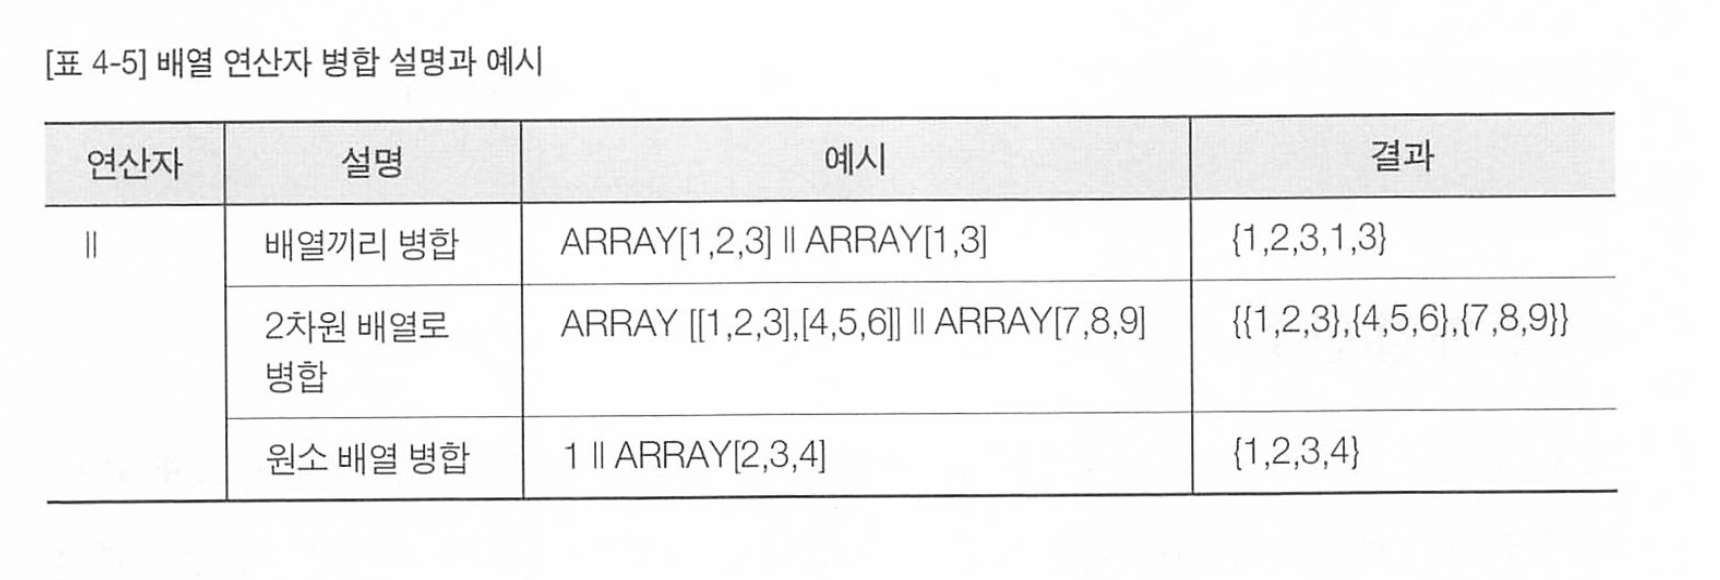 [표 4-5] 배열 연산자 병합 설명과 예시
연산자 설명 예시 결과
|| 배열끼리 병합 ARRAY[1,2,3] || ARRAY[1,3] {1,2,3,1,3}
2차원 배열로 ARRAY [[1,2,3],[4,5,6]] || ARRAY[7,8,9] {{1,2,3},{4,5,6},{7,8,9}}
병합
원소 배열 병합 1 || ARRAY[2,3,4] {1,2,3,4}